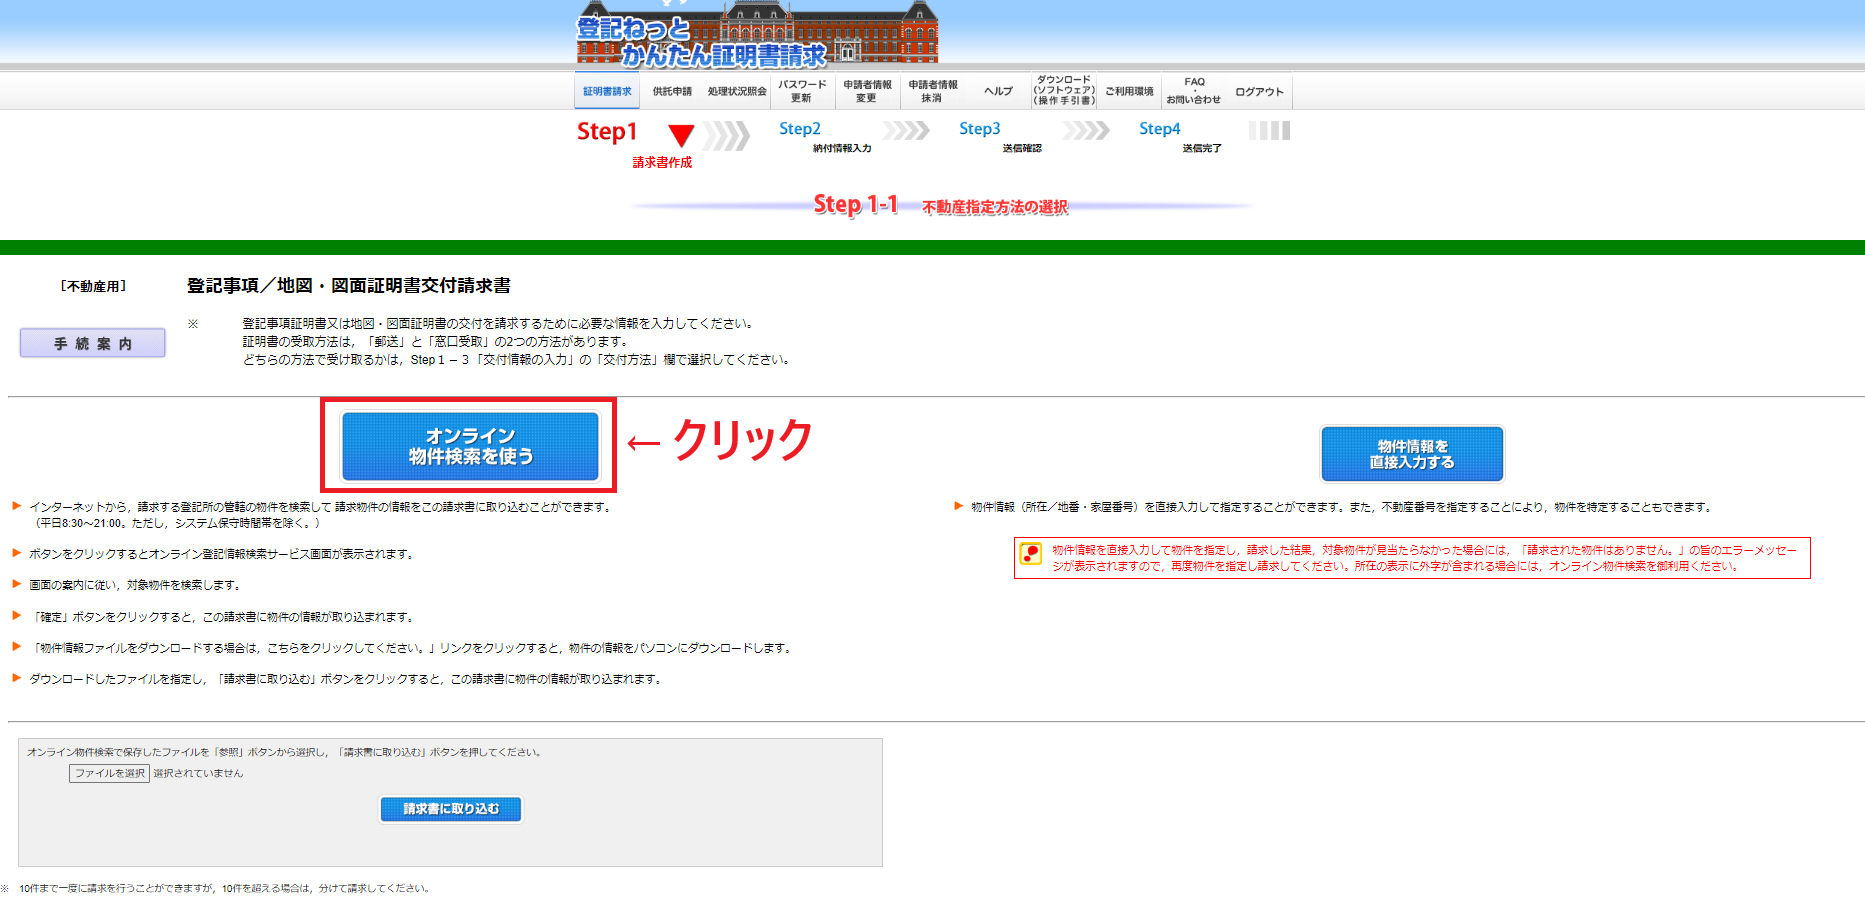 登記ねっと
かんたん証明書請求
証明書請求
供託申請
処理状況照会
パスワード
更新
申請者情報
変更
申請者情報
抹消
ヘルプ
ダウンロード
(ソフトウェア)
(操作手引書)
ご利用環境
FAQ
・
お問い合わせ
ログアウト
Step1
請求書作成
Step2
納付情報入力
Step3
送信確認
Step4
送信完了
Step 1-1 不動産指定方法の選択
［不動産用］
登記事項／地図・図面証明書交付請求書
手続案内
※ 登記事項証明書又は地図・図面証明書の交付を請求するために必要な情報を入力してください。
証明書の受取方法は，「郵送」と「窓口受取」の2つの方法があります。
どちらの方法で受け取るかは，Step１－３「交付情報の入力」の「交付方法」欄で選択してください。
オンライン
物件検索を使う
←クリック
インターネットから，請求する登記所の管轄の物件を検索して 請求物件の情報をこの請求書に取り込むことができます。
（平日8:30～21:00。ただし，システム保守時間帯を除く。）
ボタンをクリックするとオンライン登記情報検索サービス画面が表示されます。
画面の案内に従い，対象物件を検索します。
「確定」ボタンをクリックすると，この請求書に物件の情報が取り込まれます。
「物件情報ファイルをダウンロードする場合は，こちらをクリックしてください。」リンクをクリックすると，物件の情報をパソコンにダウンロードします。
ダウンロードしたファイルを指定し，「請求書に取り込む」ボタンをクリックすると，この請求書に物件の情報が取り込まれます。
物件情報を
直接入力する
物件情報（所在／地番・家屋番号）を直接入力して指定することができます。また，不動産番号を指定することにより，物件を特定することもできます。
物件情報を直接入力して物件を指定し，請求した結果，対象物件が見当たらなかった場合には，「請求された物件はありません。」の旨のエラーメッセー
ジが表示されますので，再度物件を指定し請求してください。所在の表示に外字が含まれる場合には，オンライン物件検索を御利用ください。
オンライン物件検索で保存したファイルを「参照」ボタンから選択し，「請求書に取り込む」ボタンを押してください。
ファイルを選択 選択されていません
請求書に取り込む
※ 10件まで一度に請求を行うことができますが，10件を超える場合は，分けて請求してください。